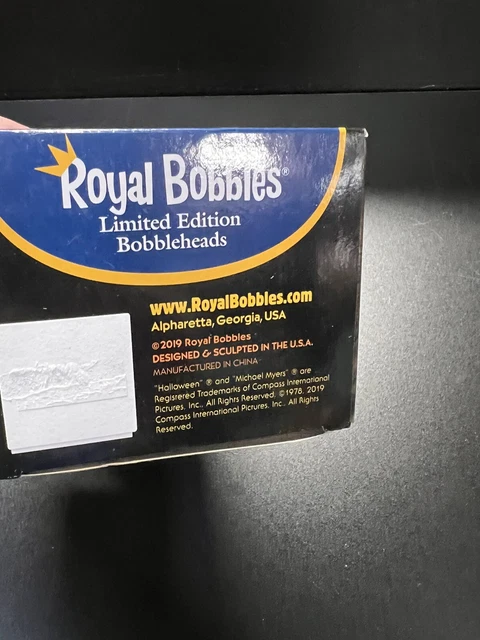 Royal Bobbles®
Limited Edition
Bobbleheads
www.RoyalBobbles.com
Alpharetta, Georgia, USA
©2019 Royal Bobbles
DESIGNED & SCULPTED IN THE U.S.A.
MANUFACTURED IN CHINA
"Halloween" ® and "Michael Myers" ® are
Registered Trademarks of Compass International
Pictures, Inc., All Rights Reserved. ©1978, 2019
Compass International Pictures, Inc. All Rights
Reserved.